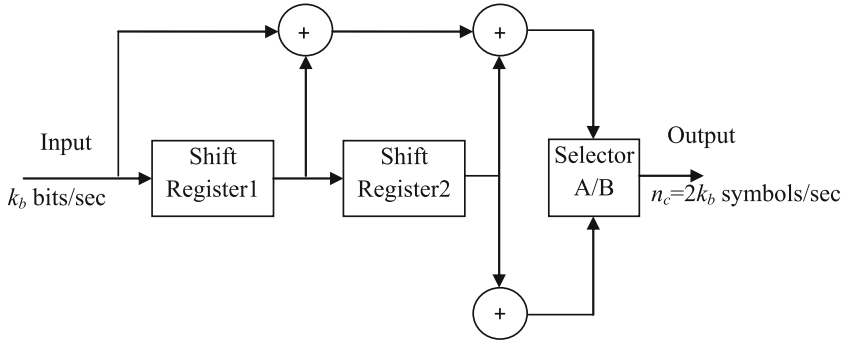 +
+
Input
k_b bits/sec
Shift
Register1
Shift
Register2
Selector
A/B
Output
n_c=2k_b symbols/sec
+